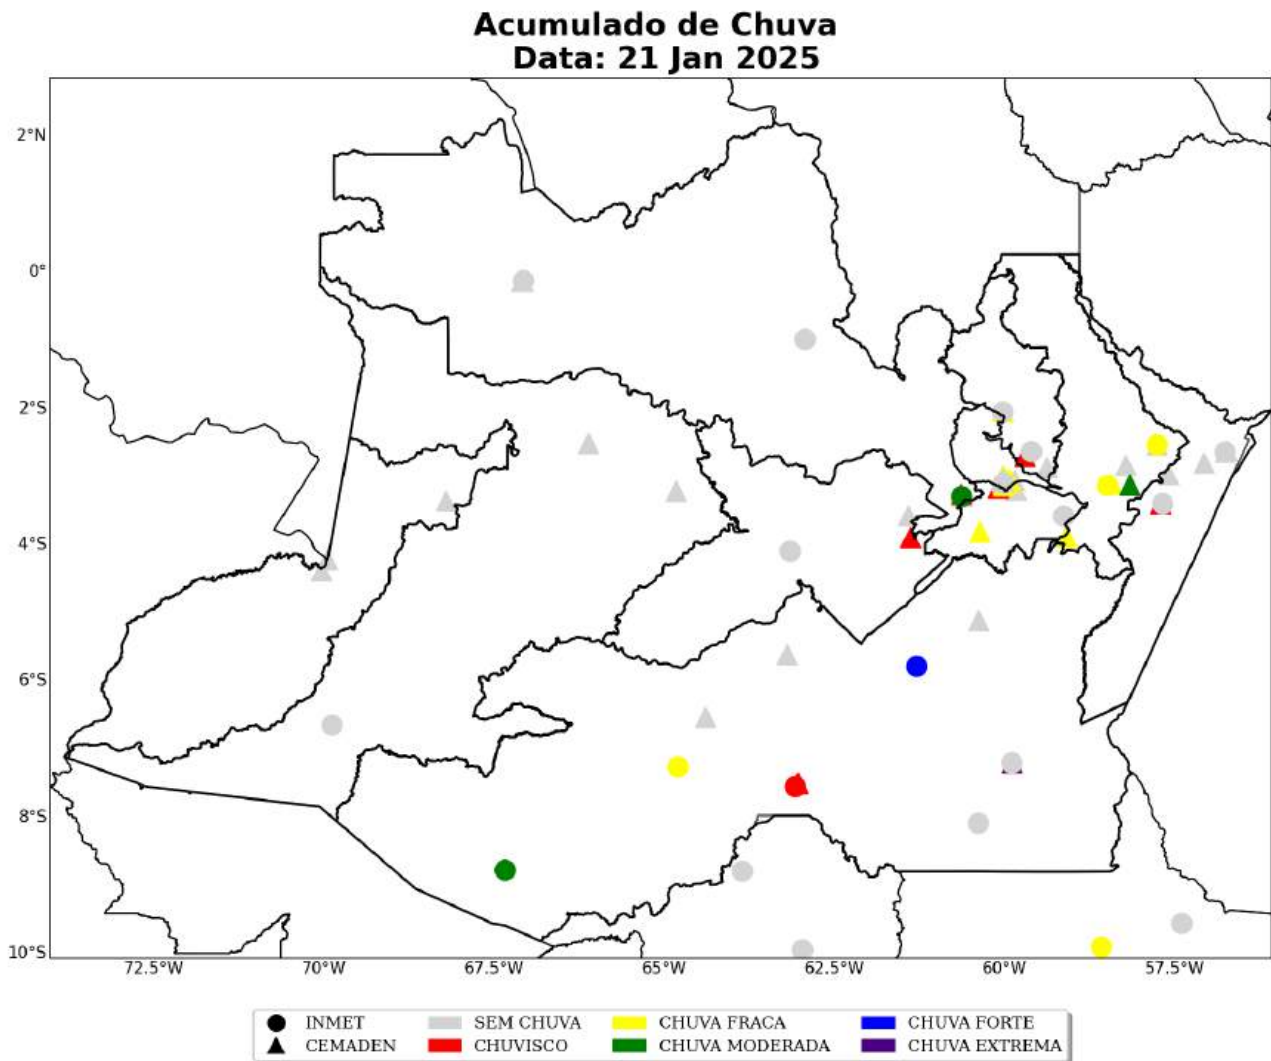 Acumulado de Chuva
Data: 21 Jan 2025
2°N
0°
2°S
4°S
6°S
8°S
10°S
72.5°W 70°W 67.5°W 65°W 62.5°W 60°W 57.5°W
INMET SEM CHUVA CHUVA FRACA CHUVA FORTE
CEMADEN CHUVISCO CHUVA MODERADA CHUVA EXTREMA